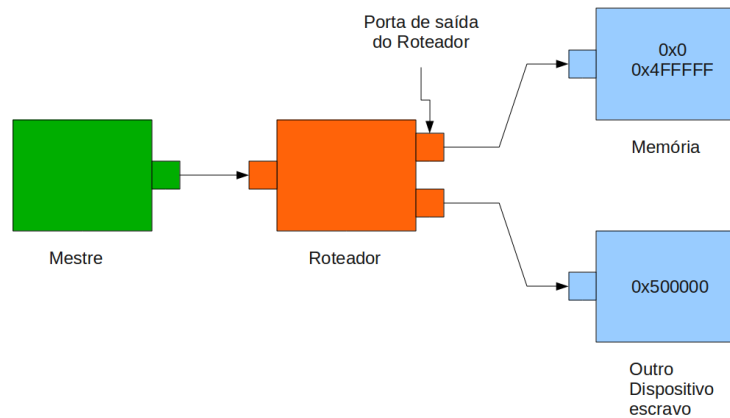 Porta de saída
do Roteador
0x0
0x4FFFFF
Memória
Mestre
Roteador
0x500000
Outro
Dispositivo
escravo